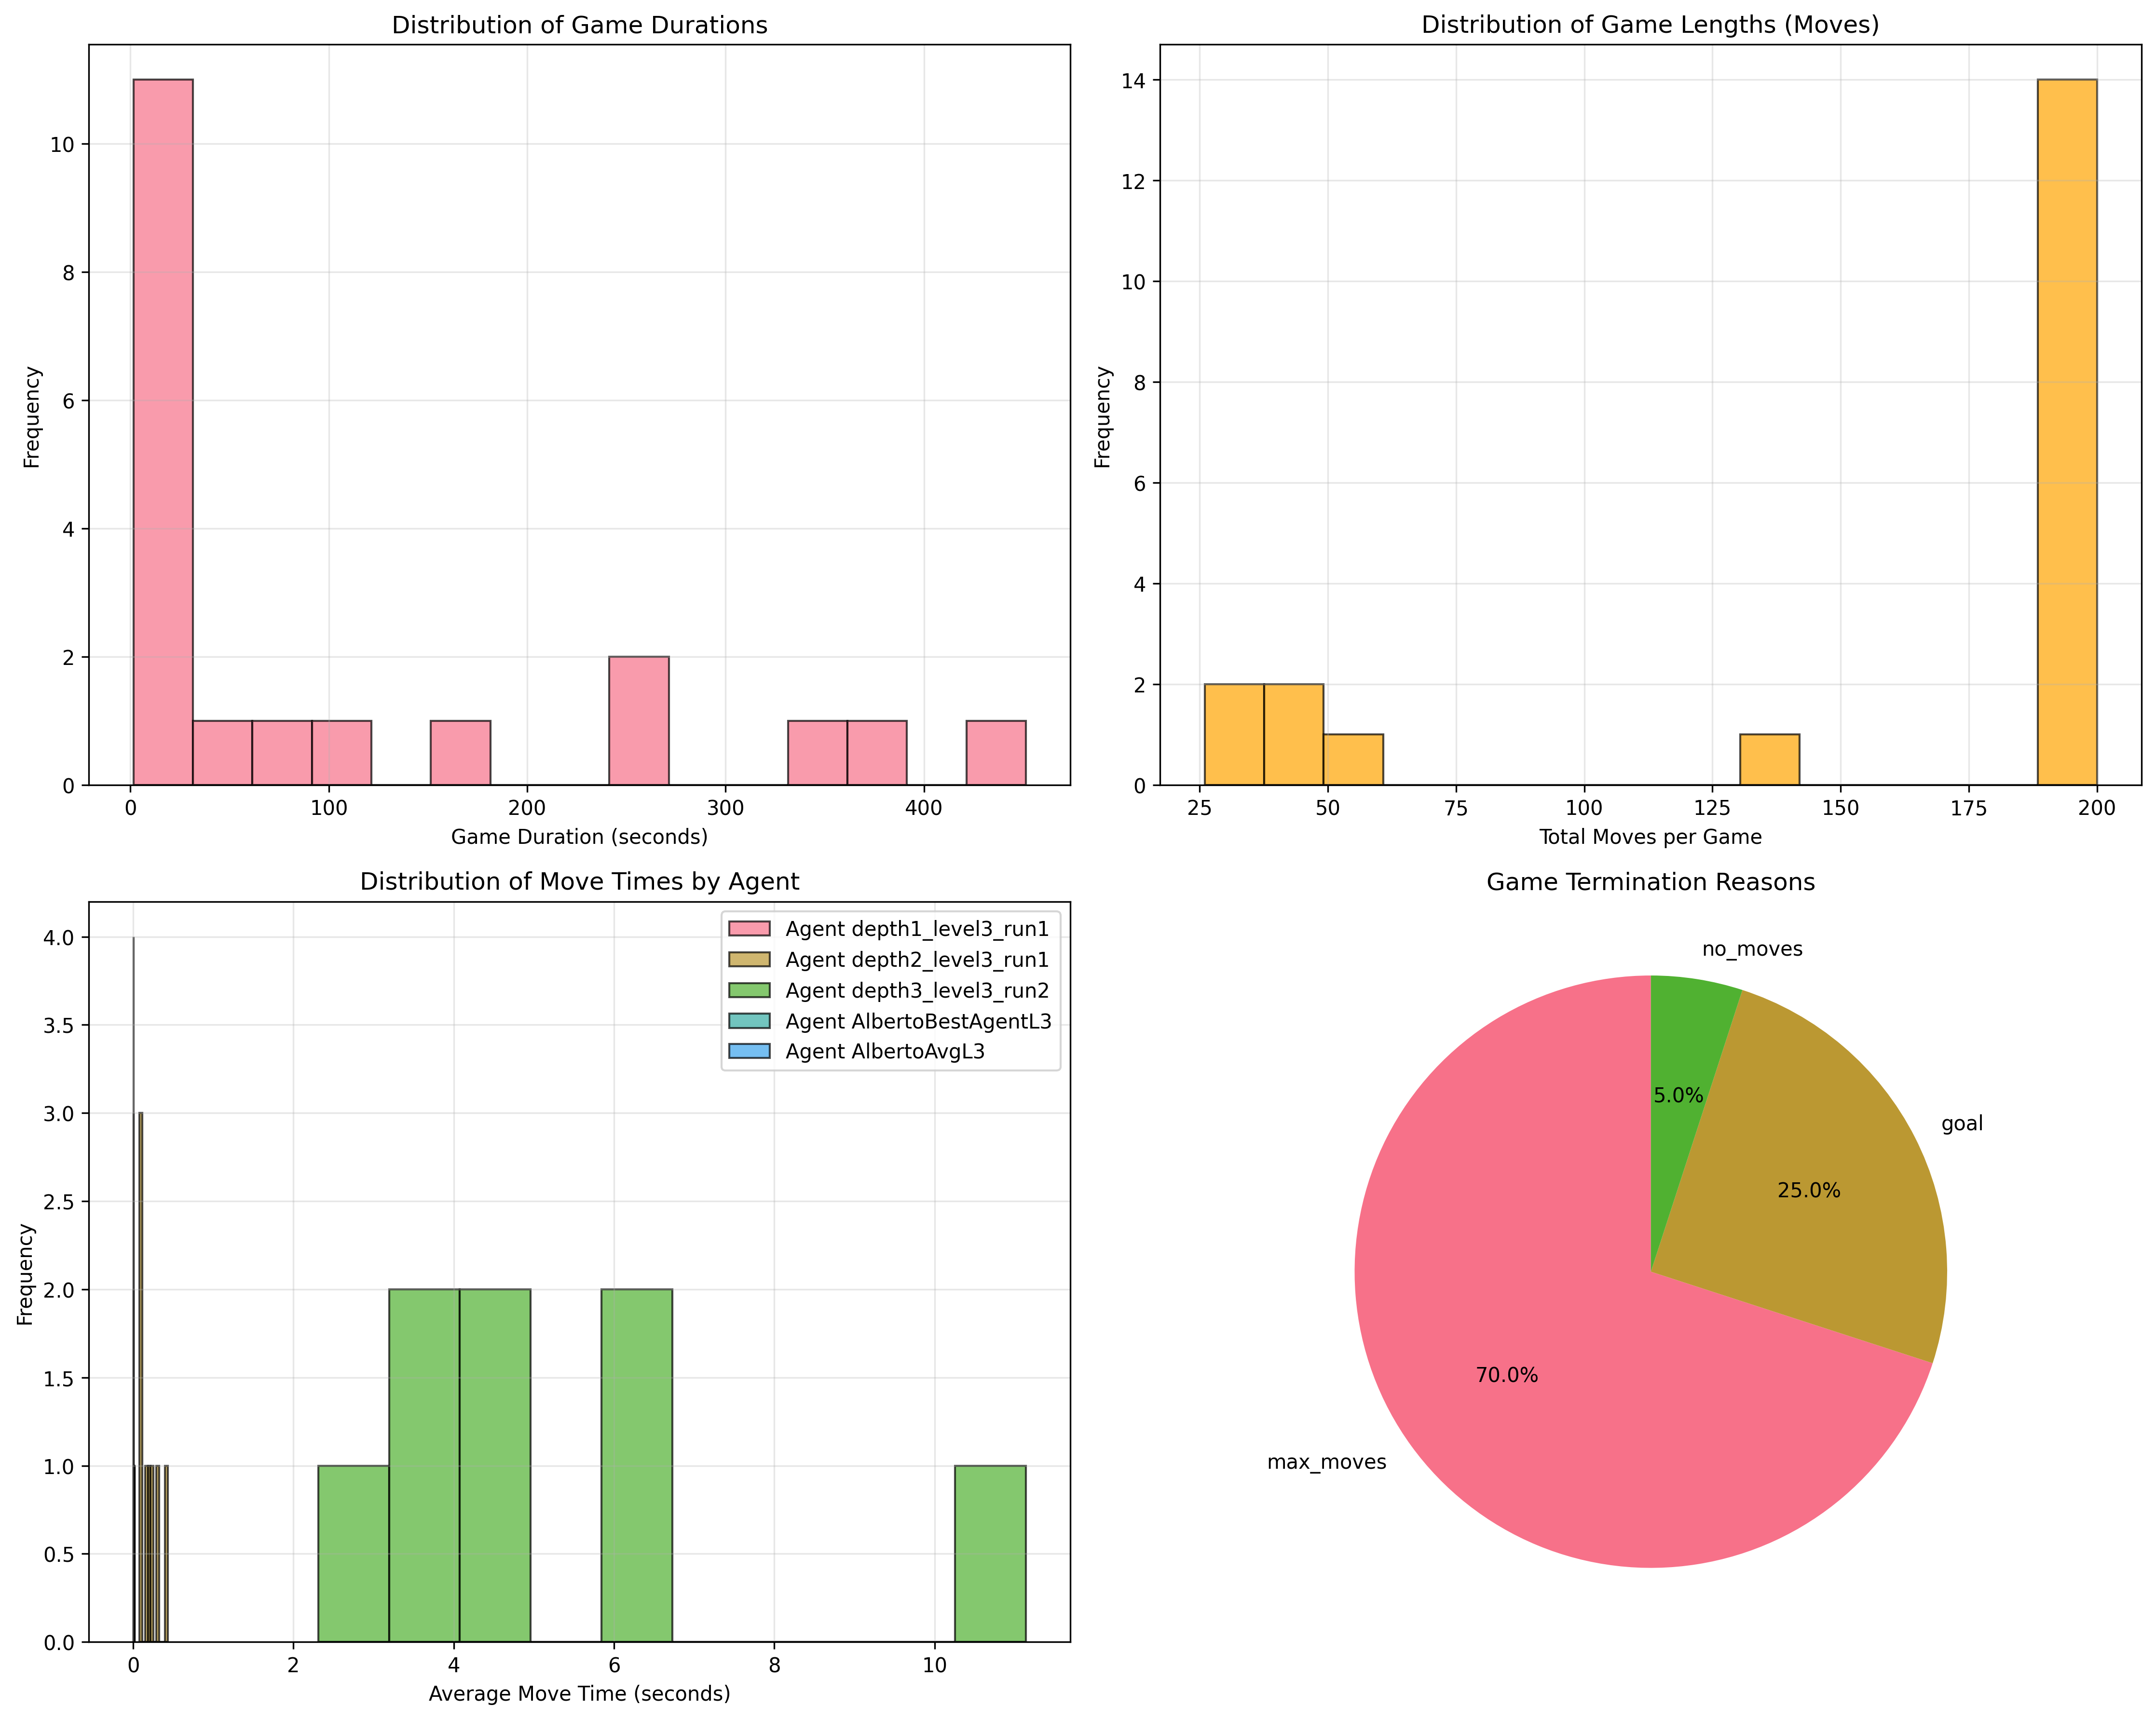 Distribution of Game Durations
Frequency
10
8
6
4
2
0
0 100 200 300 400
Game Duration (seconds)
Distribution of Game Lengths (Moves)
Frequency
14
12
10
8
6
4
2
0
25 50 75 100 125 150 175 200
Total Moves per Game
Distribution of Move Times by Agent
Frequency
4.0
3.5
3.0
2.5
2.0
1.5
1.0
0.5
0.0
0 2 4 6 8 10
Average Move Time (seconds)
Agent depth1_level3_run1
Agent depth2_level3_run1
Agent depth3_level3_run2
Agent AlbertoBestAgentL3
Agent AlbertoAvgL3
Game Termination Reasons
no_moves
5.0%
goal
25.0%
70.0%
max_moves